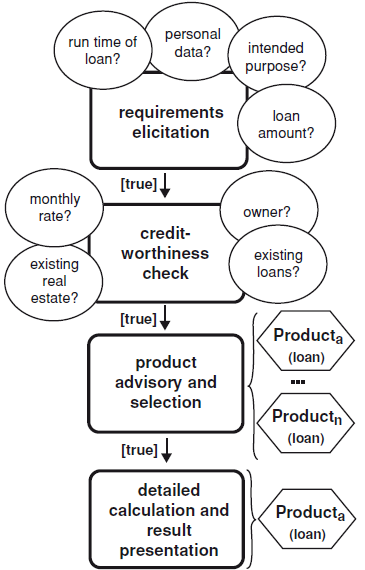 run time of
loan?
personal
data?
intended
purpose?
loan
amount?
requirements
elicitation
[true]
monthly
rate?
existing
real
estate?
owner?
existing
loans?
credit-
worthiness
check
[true]
product
advisory and
selection
Producta
(loan)
...
Productn
(loan)
[true]
detailed
calculation and
result
presentation
Producta
(loan)